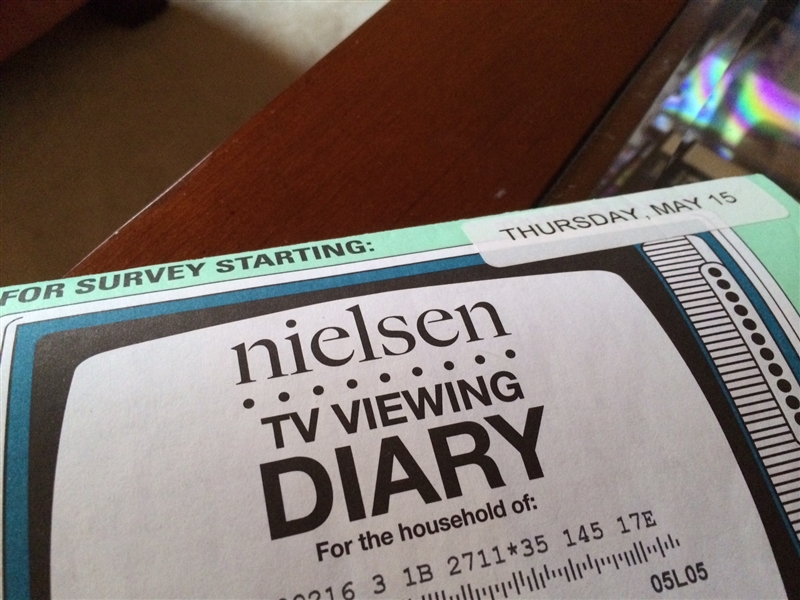 FOR SURVEY STARTING: THURSDAY, MAY 15
nielsen
TV VIEWING
DIARY
For the household of:
00216 3 1B 2711*35 145 17E
05L05